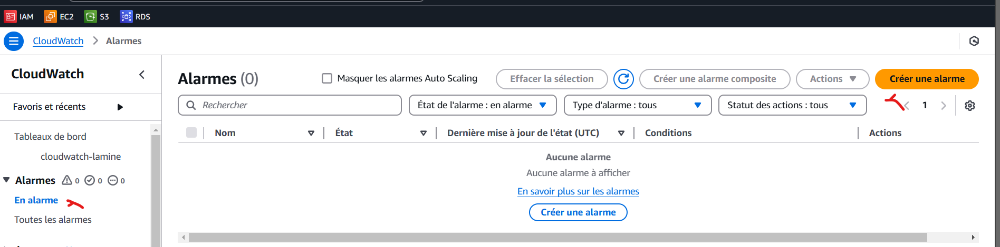 IAM EC2 S3 RDS
CloudWatch > Alarmes
CloudWatch
Favoris et récents
Tableaux de bord
cloudwatch-lamine
Alarmes 0 0 0
En alarme
Toutes les alarmes
Alarmes (0)
Masquer les alarmes Auto Scaling
Effacer la sélection
Créer une alarme composite
Actions
Créer une alarme
Rechercher
État de l'alarme : en alarme
Type d'alarme : tous
Statut des actions : tous
1
Nom État Dernière mise à jour de l'état (UTC) Conditions Actions
Aucune alarme
Aucune alarme à afficher
En savoir plus sur les alarmes
Créer une alarme